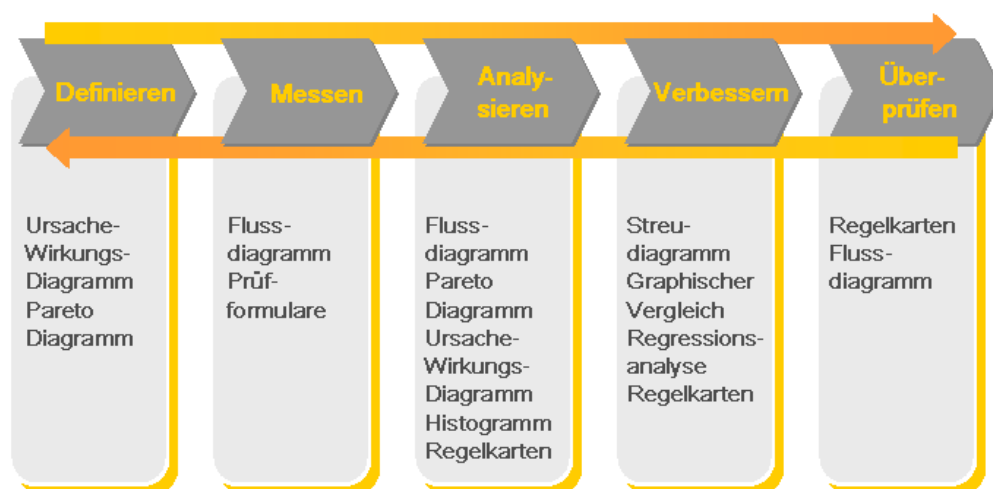 Definieren
Messen
Analy-
sieren
Verbessern
Über-
prüfen
Ursache-
Wirkungs-
Diagramm
Pareto
Diagramm
Fluss-
diagramm
Prüf-
formulare
Fluss-
diagramm
Pareto
Diagramm
Ursache-
Wirkungs-
Diagramm
Histogramm
Regelkarten
Streu-
diagramm
Graphischer
Vergleich
Regressions-
analyse
Regelkarten
Regelkarten
Fluss-
diagramm